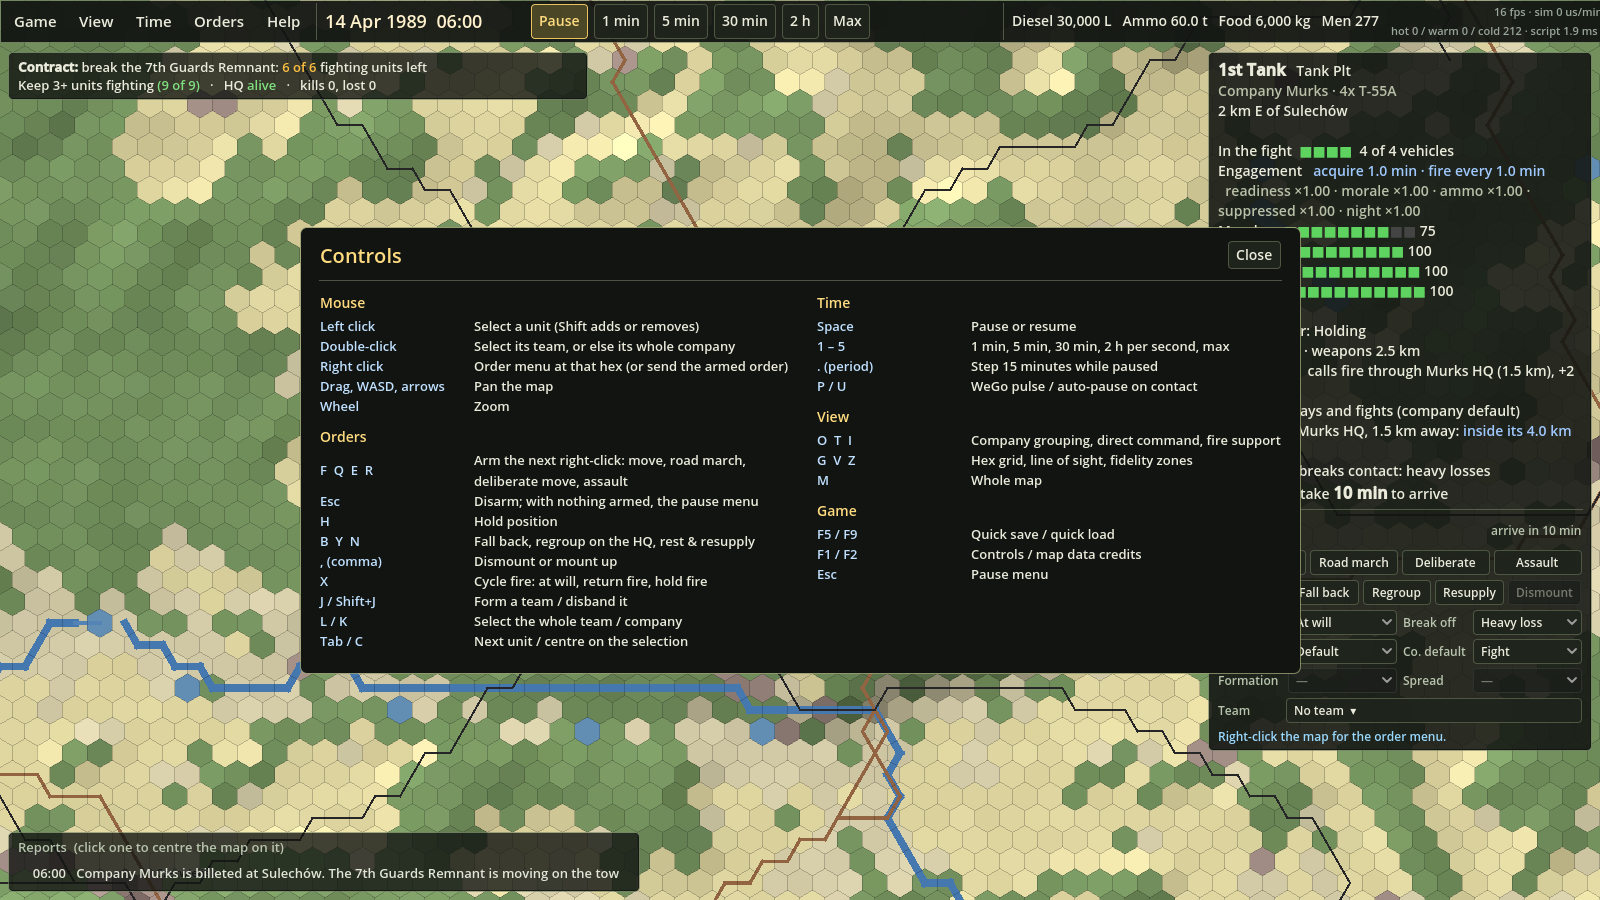 Game View Time Orders Help 14 Apr 1989 06:00 Pause 1 min 5 min 30 min 2 h Max Diesel 30,000 L Ammo 60.0 t Food 6,000 kg Men 277
16 fps · sim 0 us/min
hot 0 / warm 0 / cold 212 · script 1.9 ms
Contract: break the 7th Guards Remnant: 6 of 6 fighting units left
Keep 3+ units fighting (9 of 9) · HQ alive · kills 0, lost 0
1st Tank Tank Plt
Company Murks · 4x T-55A
2 km E of Sulechów
In the fight 4 of 4 vehicles
Engagement acquire 1.0 min · fire every 1.0 min
readiness ×1.00 · morale ×1.00 · ammo ×1.00 ·
suppressed ×1.00 · night ×1.00
75
100
100
100
r: Holding
· weapons 2.5 km
calls fire through Murks HQ (1.5 km), +2
ays and fights (company default)
Murks HQ, 1.5 km away: inside its 4.0 km
breaks contact: heavy losses
take 10 min to arrive
arrive in 10 min
Road march Deliberate Assault
Fall back Regroup Resupply Dismount
At will Break off Heavy loss
Default Co. default Fight
Formation — Spread —
Team No team ▾
Right-click the map for the order menu.
Controls Close
Mouse
Left click Select a unit (Shift adds or removes)
Double-click Select its team, or else its whole company
Right click Order menu at that hex (or send the armed order)
Drag, WASD, arrows Pan the map
Wheel Zoom
Orders
F Q E R Arm the next right-click: move, road march,
deliberate move, assault
Esc Disarm; with nothing armed, the pause menu
H Hold position
B Y N Fall back, regroup on the HQ, rest & resupply
, (comma) Dismount or mount up
X Cycle fire: at will, return fire, hold fire
J / Shift+J Form a team / disband it
L / K Select the whole team / company
Tab / C Next unit / centre on the selection
Time
Space Pause or resume
1 – 5 1 min, 5 min, 30 min, 2 h per second, max
. (period) Step 15 minutes while paused
P / U WeGo pulse / auto-pause on contact
View
O T I Company grouping, direct command, fire support
G V Z Hex grid, line of sight, fidelity zones
M Whole map
Game
F5 / F9 Quick save / quick load
F1 / F2 Controls / map data credits
Esc Pause menu
Reports (click one to centre the map on it)
06:00 Company Murks is billeted at Sulechów. The 7th Guards Remnant is moving on the tow